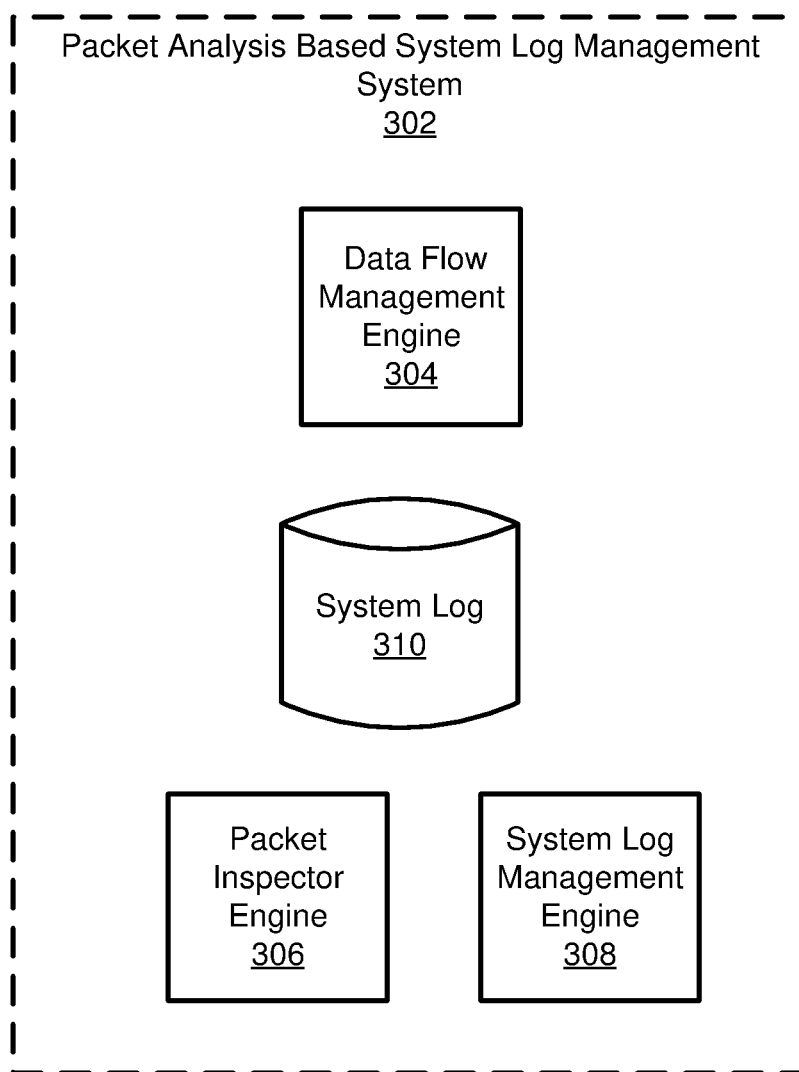 Packet Analysis Based System Log Management
System
302
Data Flow
Management
Engine
304
System Log
310
Packet
Inspector
Engine
306
System Log
Management
Engine
308